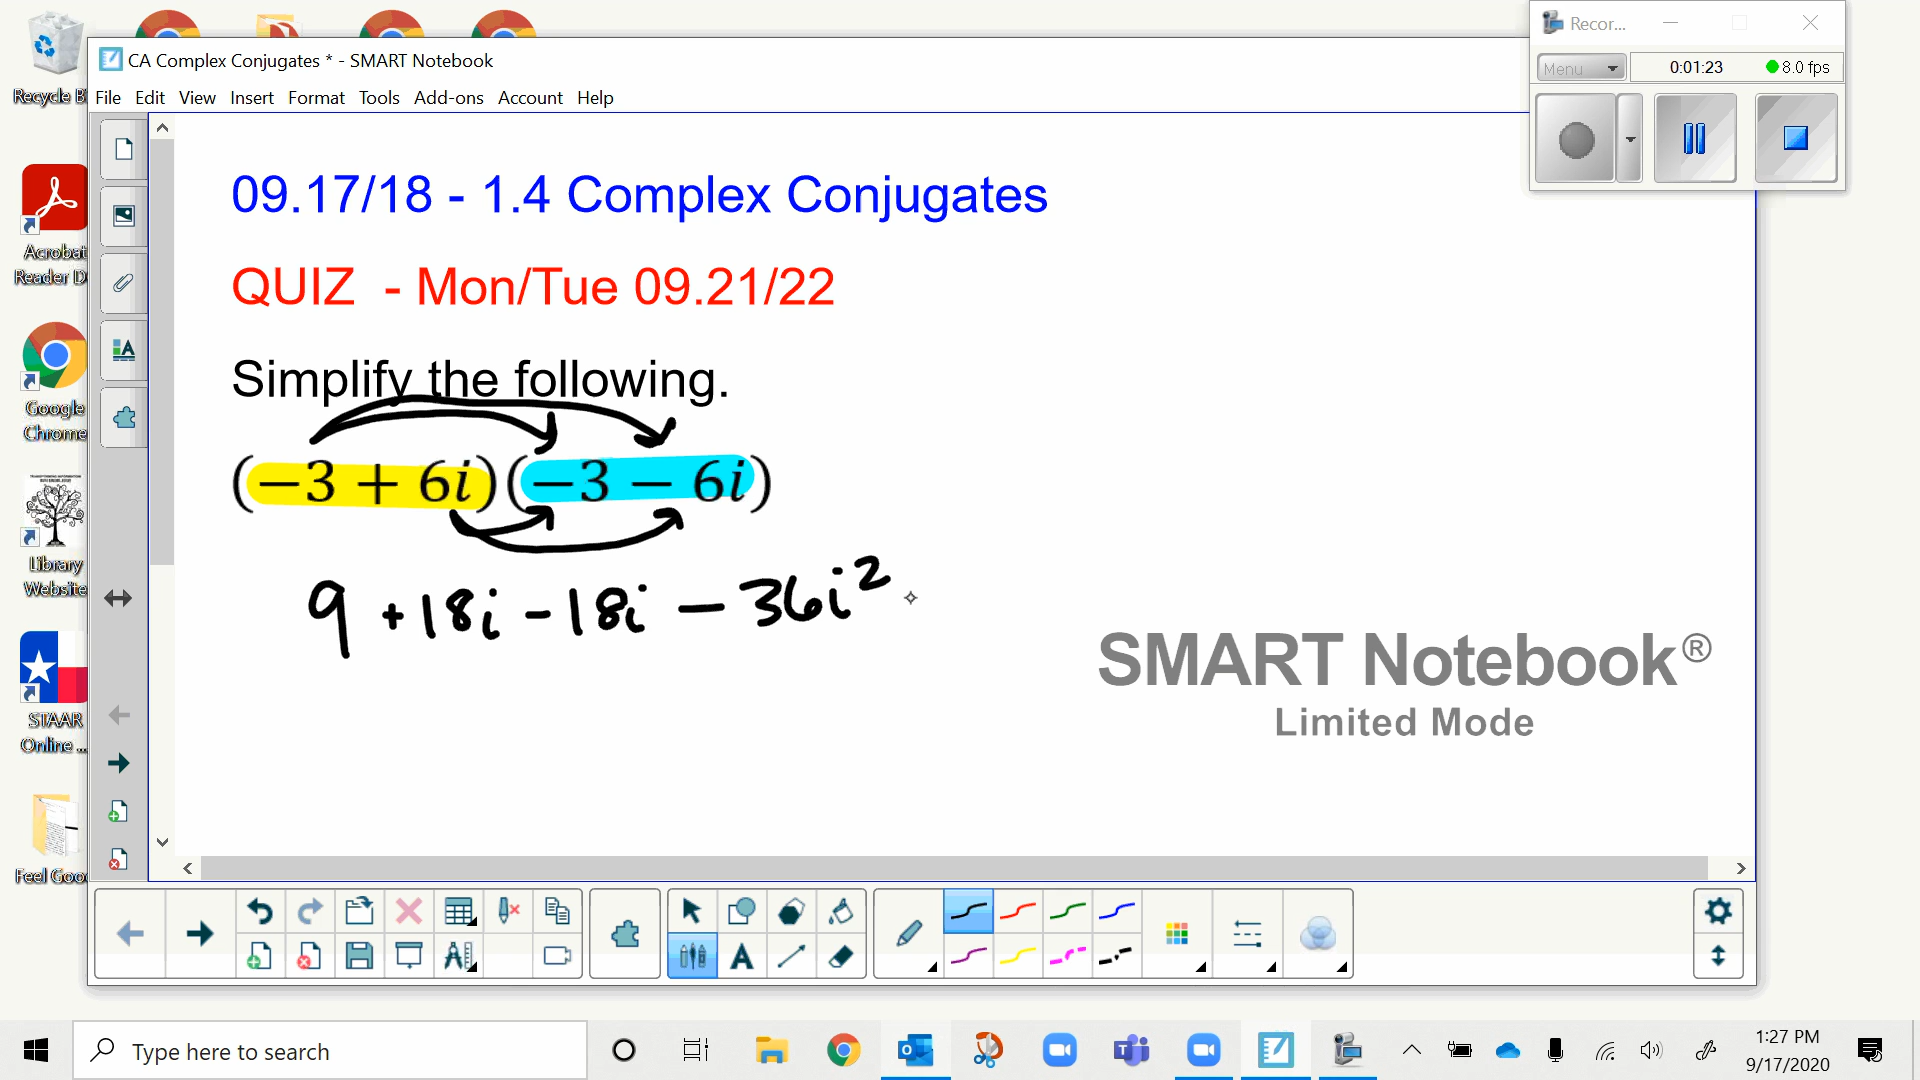 Recycle B
CA Complex Conjugates * - SMART Notebook
File Edit View Insert Format Tools Add-ons Account Help
Recor...
Menu
0:01:23
8.0 fps
09.17/18 - 1.4 Complex Conjugates
QUIZ - Mon/Tue 09.21/22
Simplify the following.
(−3 + 6i)(−3 − 6i)
9 + 18i - 18i - 36i²
SMART Notebook®
Limited Mode
Acrobat
Reader D
Google
Chrome
Library
Website
STAAR
Online ...
Feel Goo
Type here to search
1:27 PM
9/17/2020